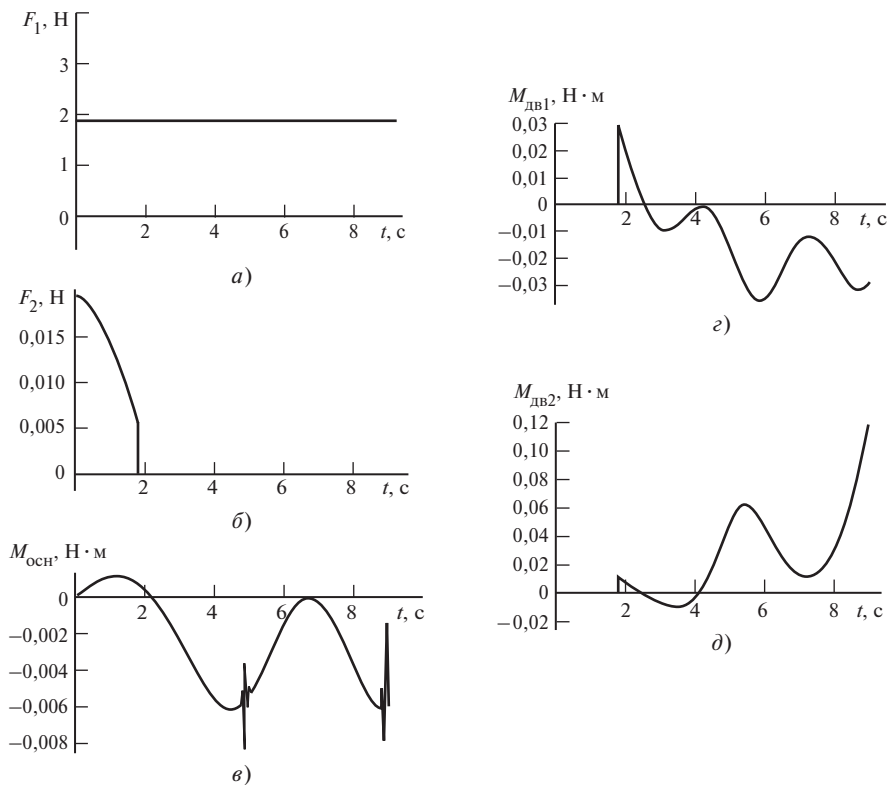 F₁, Н
3
2
1
0
2 4 6 8 t, с
а)
F₂, Н
0,015
0,010
0,005
0
2 4 6 8 t, с
б)
Mосн, Н · м
0
2 4 6 8 t, с
−0,002
−0,004
−0,006
−0,008
в)
Mдв1, Н · м
0,03
0,02
0,01
0
2 4 6 8 t, с
−0,01
−0,02
−0,03
г)
Mдв2, Н · м
0,12
0,08
0,06
0,04
0,02
0
2 4 6 8 t, с
−0,02
д)